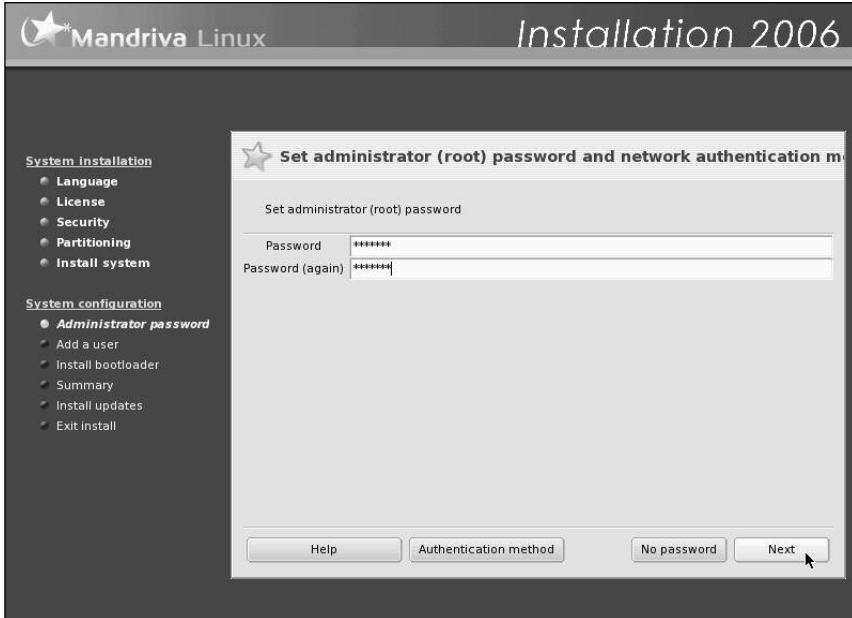 Mandriva Linux
Installation 2006
System installation
Language
License
Security
Partitioning
Install system
System configuration
Administrator password
Add a user
Install bootloader
Summary
Install updates
Exit install
Set administrator (root) password and network authentication m
Set administrator (root) password
Password *******
Password (again) *******
Help Authentication method No password Next